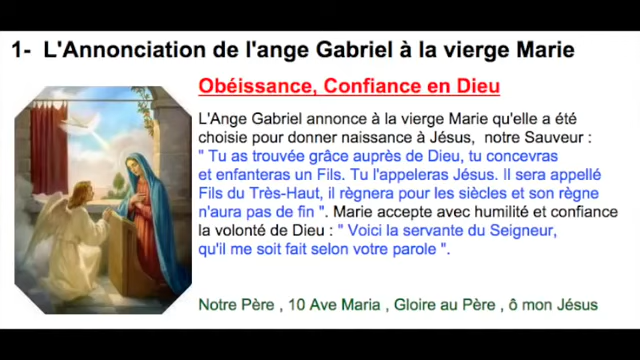 1- L'Annonciation de l'ange Gabriel à la vierge Marie
Obéissance, Confiance en Dieu
L'Ange Gabriel annonce à la vierge Marie qu'elle a été
choisie pour donner naissance à Jésus, notre Sauveur :
" Tu as trouvée grâce auprès de Dieu, tu concevras
et enfanteras un Fils. Tu l'appeleras Jésus. Il sera appellé
Fils du Très-Haut, il règnera pour les siècles et son règne
n'aura pas de fin ". Marie accepte avec humilité et confiance
la volonté de Dieu : " Voici la servante du Seigneur,
qu'il me soit fait selon votre parole ".
Notre Père , 10 Ave Maria , Gloire au Père , ô mon Jésus